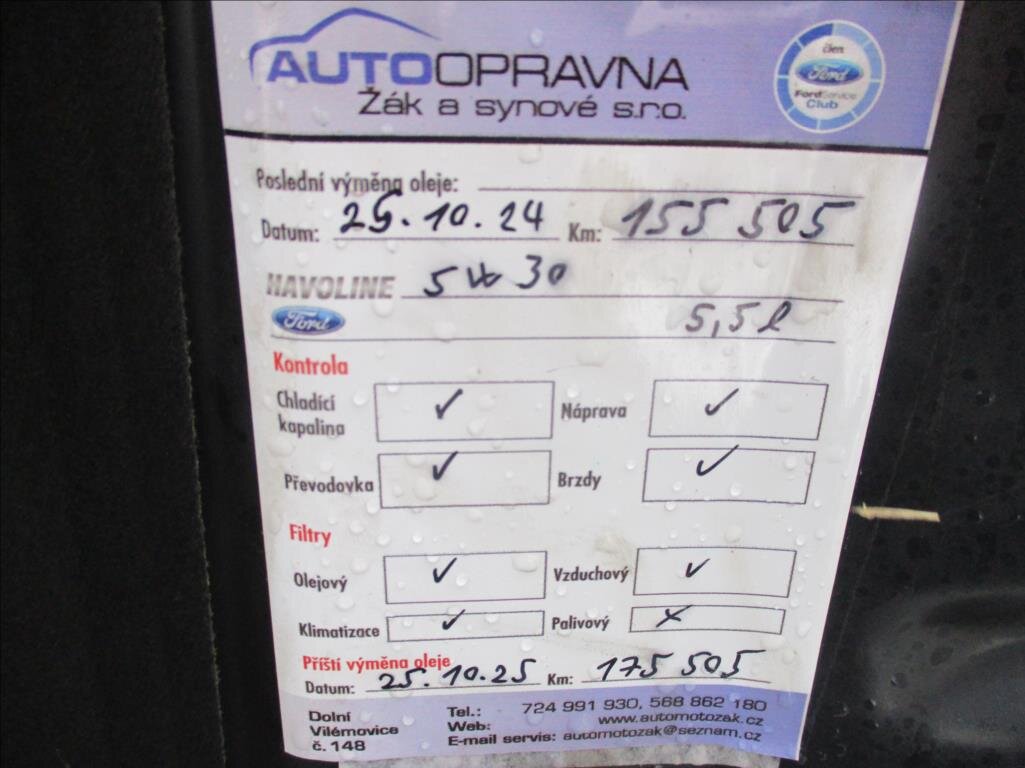 AUTOOPRAVNA
Žák a synové s.r.o.
člen
Ford
FordService
Club
Poslední výměna oleje:
Datum: 25.10.24 Km: 155 505
HAVOLINE 5W30
Ford 5,5l
Kontrola
Chladící kapalina ✓ Náprava ✓
Převodovka ✓ Brzdy ✓
Filtry
Olejový ✓ Vzduchový ✓
Klimatizace ✓ Palivový ×
Příští výměna oleje
Datum: 25.10.25 Km: 175 505
Dolní
Vilémovice
č. 148
Tel.: 724 991 930, 568 862 180
Web: www.automotozak.cz
E-mail servis: automotozak@seznam.cz